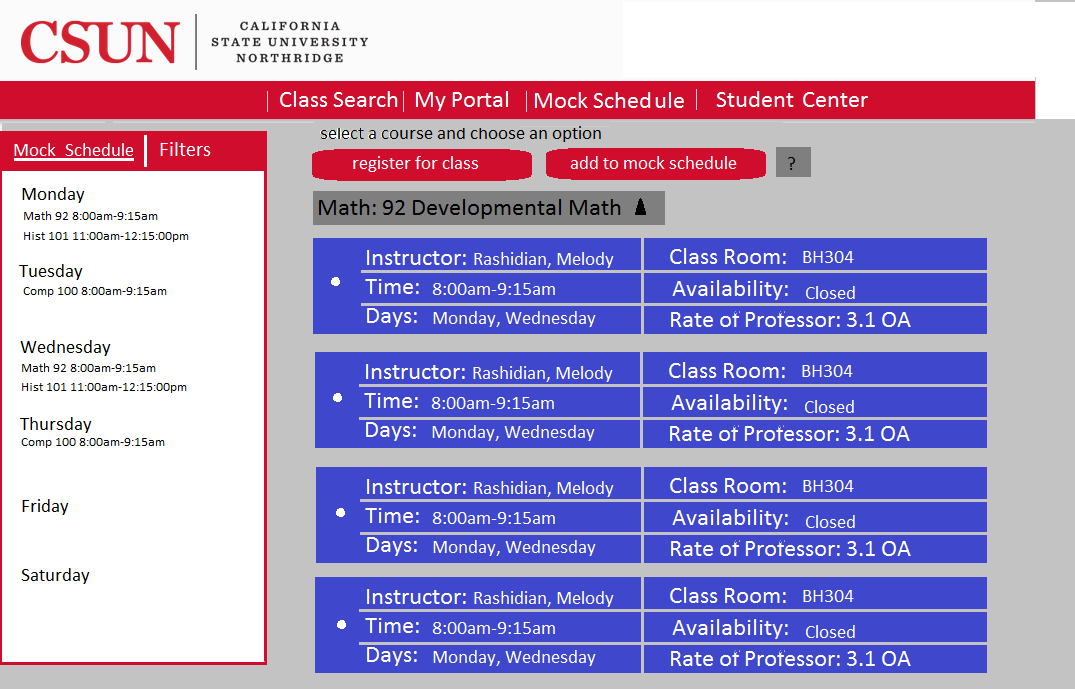 CSUN
CALIFORNIA
STATE UNIVERSITY
NORTHRIDGE
Class Search
My Portal
Mock Schedule
Student Center
Mock Schedule
Filters
Monday
Math 92 8:00am-9:15am
Hist 101 11:00am-12:15:00pm
Tuesday
Comp 100 8:00am-9:15am
Wednesday
Math 92 8:00am-9:15am
Hist 101 11:00am-12:15:00pm
Thursday
Comp 100 8:00am-9:15am
Friday
Saturday
select a course and choose an option
register for class
add to mock schedule
?
Math: 92 Developmental Math
Instructor: Rashidian, Melody
Class Room: BH304
Time: 8:00am-9:15am
Availability: Closed
Days: Monday, Wednesday
Rate of Professor: 3.1 OA
Instructor: Rashidian, Melody
Class Room: BH304
Time: 8:00am-9:15am
Availability: Closed
Days: Monday, Wednesday
Rate of Professor: 3.1 OA
Instructor: Rashidian, Melody
Class Room: BH304
Time: 8:00am-9:15am
Availability: Closed
Days: Monday, Wednesday
Rate of Professor: 3.1 OA
Instructor: Rashidian, Melody
Class Room: BH304
Time: 8:00am-9:15am
Availability: Closed
Days: Monday, Wednesday
Rate of Professor: 3.1 OA